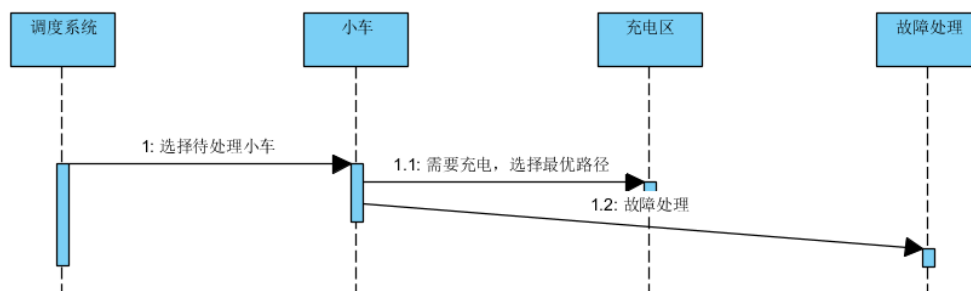 调度系统
小车
充电区
故障处理
1: 选择待处理小车
1.1: 需要充电，选择最优路径
1.2: 故障处理